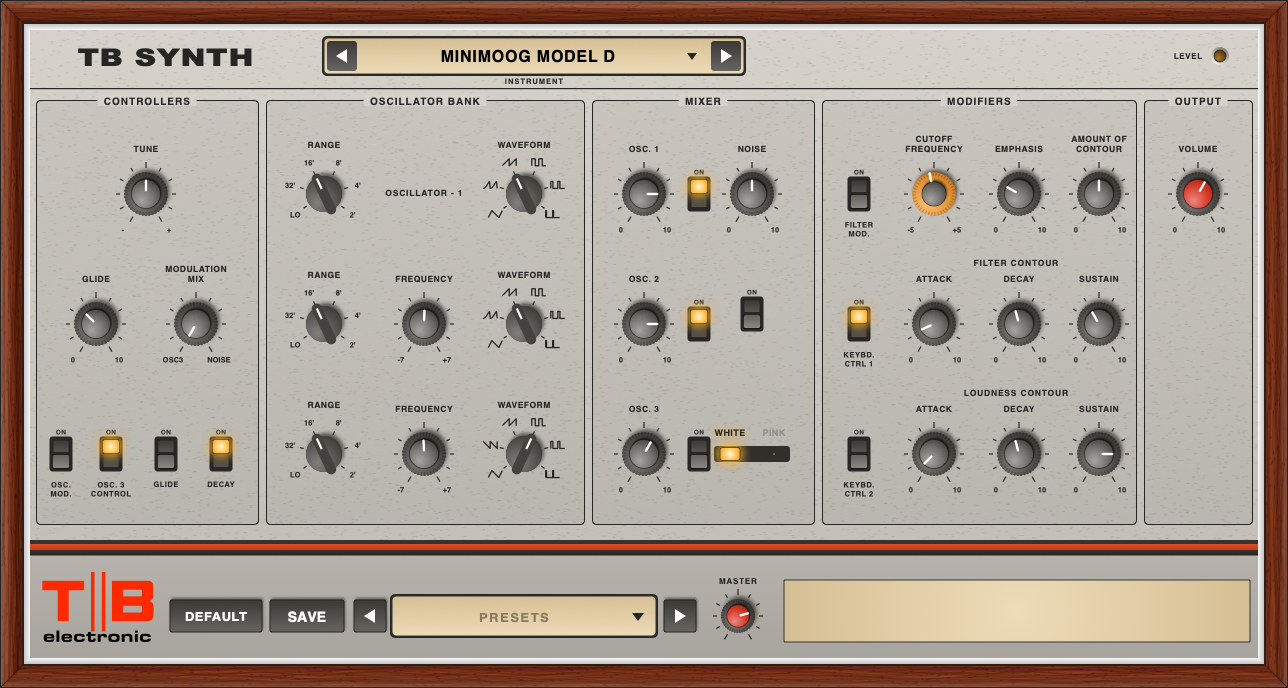 TB SYNTH
MINIMOOG MODEL D
INSTRUMENT
LEVEL
CONTROLLERS
TUNE
- +
GLIDE
0 10
MODULATION
MIX
OSC3 NOISE
ON
OSC.
MOD.
ON
OSC. 3
CONTROL
ON
GLIDE
ON
DECAY
OSCILLATOR BANK
RANGE
16' 8'
32' 4'
LO 2'
OSCILLATOR - 1
WAVEFORM
RANGE
16' 8'
32' 4'
LO 2'
FREQUENCY
-7 +7
WAVEFORM
RANGE
16' 8'
32' 4'
LO 2'
FREQUENCY
-7 +7
WAVEFORM
MIXER
OSC. 1
0 10
ON
NOISE
0 10
OSC. 2
0 10
ON
ON
OSC. 3
0 10
ON
WHITE PINK
MODIFIERS
ON
FILTER
MOD.
CUTOFF
FREQUENCY
-5 +5
EMPHASIS
0 10
AMOUNT OF
CONTOUR
0 10
FILTER CONTOUR
ON
KEYBD.
CTRL 1
ATTACK
0 10
DECAY
0 10
SUSTAIN
0 10
LOUDNESS CONTOUR
ON
KEYBD.
CTRL 2
ATTACK
0 10
DECAY
0 10
SUSTAIN
0 10
OUTPUT
VOLUME
0 10
TB
electronic
DEFAULT
SAVE
PRESETS
MASTER